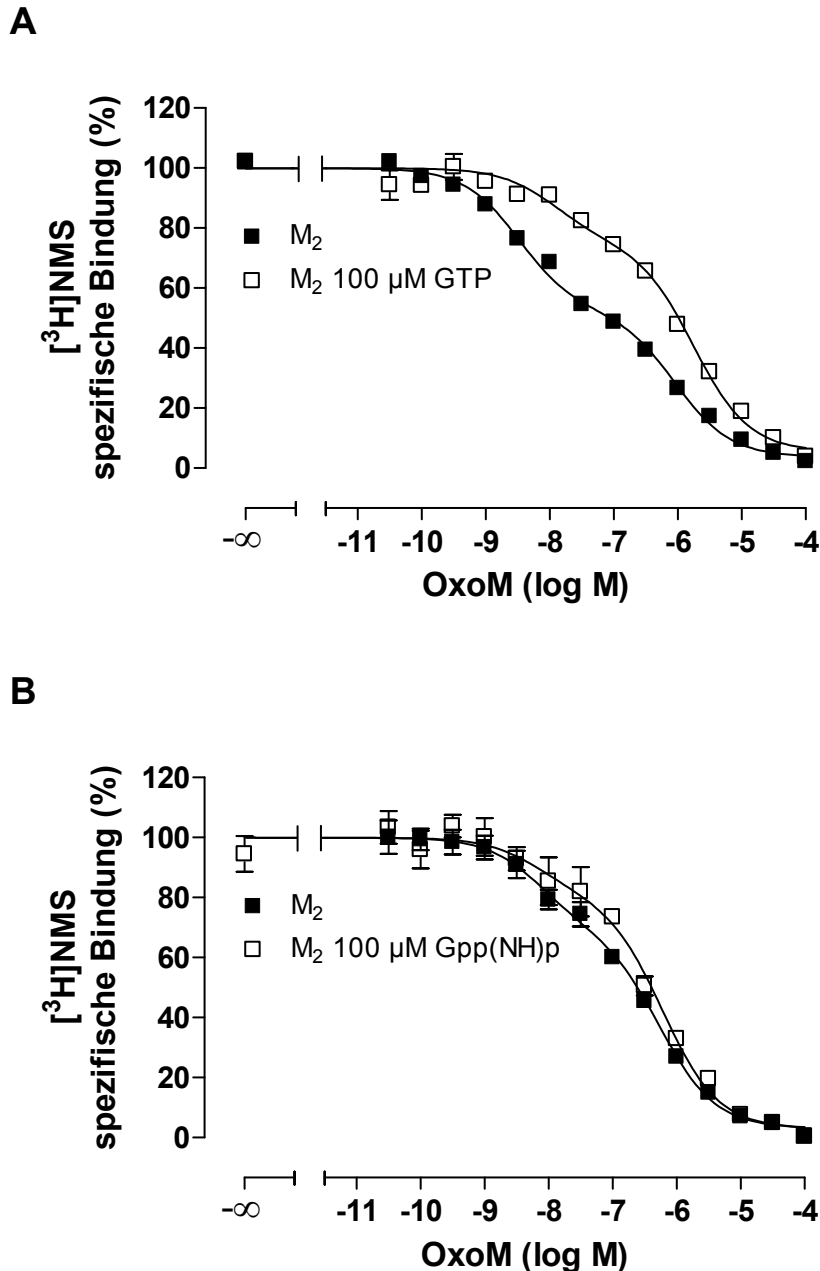 A
120
100
80
60
40
20
0
[³H]NMS
spezifische Bindung (%)
M₂
M₂ 100 µM GTP
-∞ -11 -10 -9 -8 -7 -6 -5 -4
OxoM (log M)
B
120
100
80
60
40
20
0
[³H]NMS
spezifische Bindung (%)
M₂
M₂ 100 µM Gpp(NH)p
-∞ -11 -10 -9 -8 -7 -6 -5 -4
OxoM (log M)